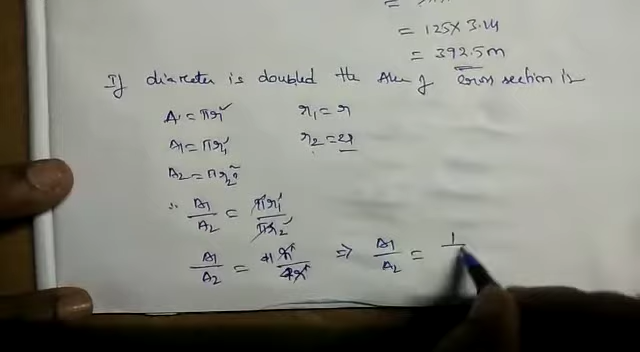 = 125 × 3.14
= 392.5 m
If diameter is doubled the Area of cross section is
A = πr² r₁ = r
A₁ = πr₁² r₂ = 2r
A₂ = πr₂²
∴ A₁/A₂ = πr₁²/πr₂²
A₁/A₂ = r²/4r² ⇒ A₁/A₂ = 1/